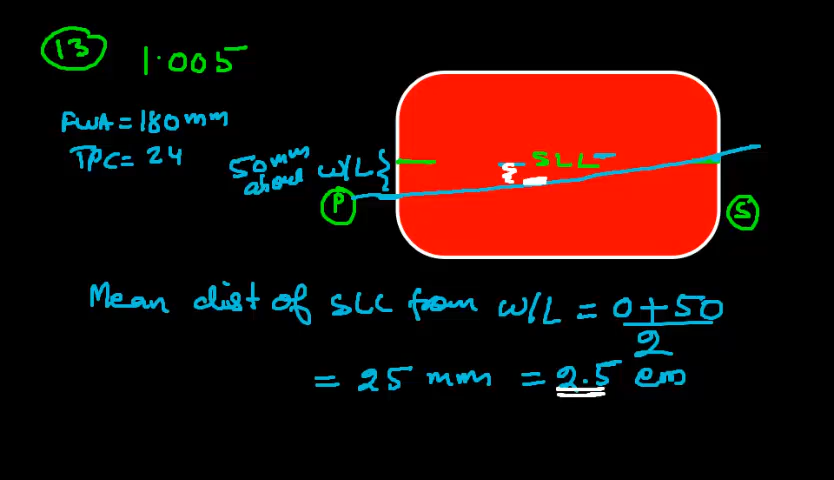 13
1.005
FWA = 180mm
TPC = 24
50mm above W/L
SLL
P
S
Mean dist of SLL from W/L = 0+50
2
= 25 mm = 2.5 cm